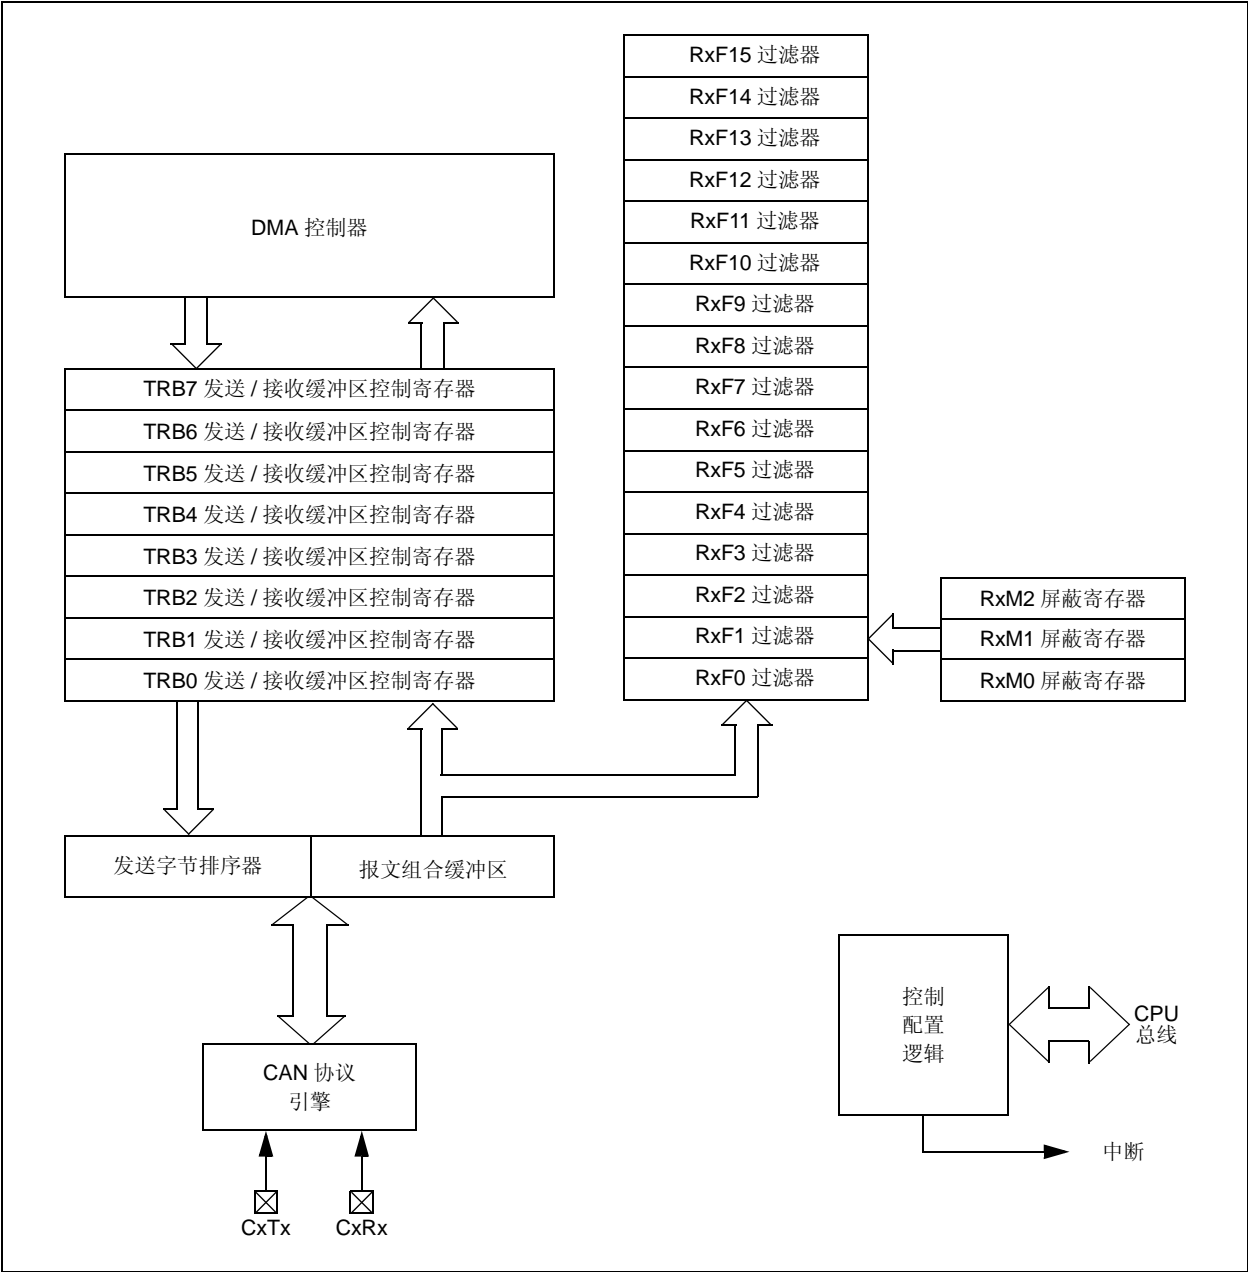 DMA 控制器
TRB7 发送 / 接收缓冲区控制寄存器
TRB6 发送 / 接收缓冲区控制寄存器
TRB5 发送 / 接收缓冲区控制寄存器
TRB4 发送 / 接收缓冲区控制寄存器
TRB3 发送 / 接收缓冲区控制寄存器
TRB2 发送 / 接收缓冲区控制寄存器
TRB1 发送 / 接收缓冲区控制寄存器
TRB0 发送 / 接收缓冲区控制寄存器
RxF15 过滤器
RxF14 过滤器
RxF13 过滤器
RxF12 过滤器
RxF11 过滤器
RxF10 过滤器
RxF9 过滤器
RxF8 过滤器
RxF7 过滤器
RxF6 过滤器
RxF5 过滤器
RxF4 过滤器
RxF3 过滤器
RxF2 过滤器
RxF1 过滤器
RxF0 过滤器
RxM2 屏蔽寄存器
RxM1 屏蔽寄存器
RxM0 屏蔽寄存器
发送字节排序器
报文组合缓冲区
CAN 协议
引擎
CxTx
CxRx
控制
配置
逻辑
CPU
总线
中断